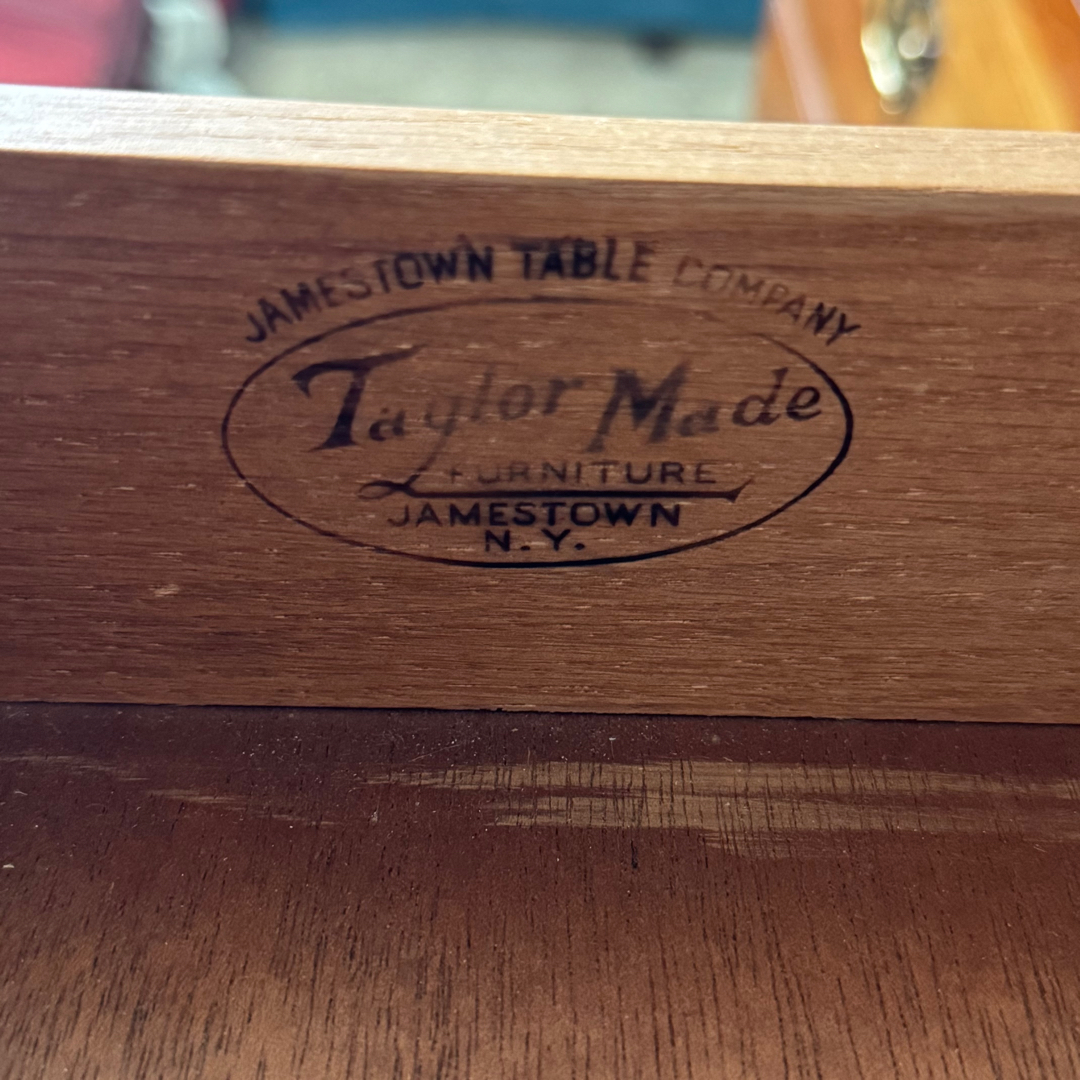 JAMESTOWN TABLE COMPANY
Taylor Made
FURNITURE
JAMESTOWN
N.Y.